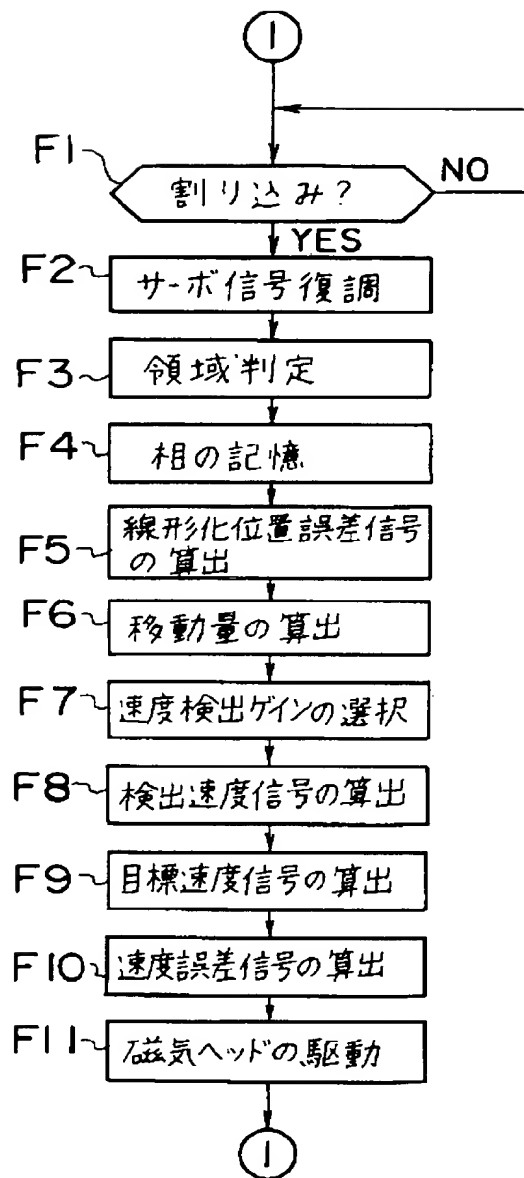 1
F1
割り込み?
NO
YES
F2
サーボ信号復調
F3
領域判定
F4
相の記憶
F5
線形化位置誤差信号
の算出
F6
移動量の算出
F7
速度検出ゲインの選択
F8
検出速度信号の算出
F9
目標速度信号の算出
F10
速度誤差信号の算出
F11
磁気ヘッドの駆動
1